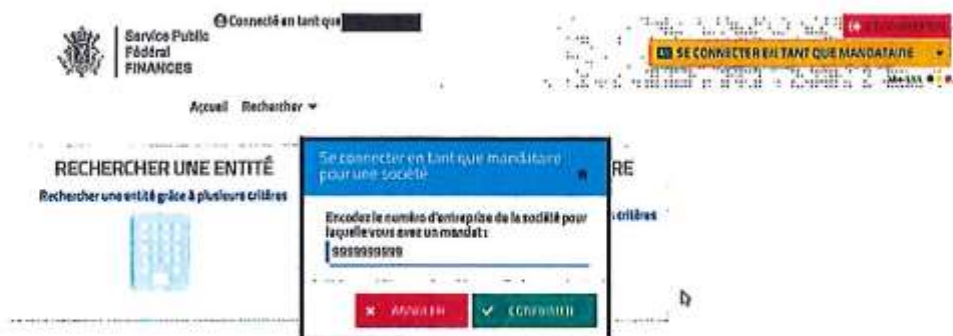 Connecté en tant que
Service Public
Fédéral
FINANCES
SE CONNECTER EN TANT QUE MANDATAIRE
Accueil Rechercher
RECHERCHER UNE ENTITÉ
Rechercher une entité grâce à plusieurs critères
Se connecter en tant que mandataire
pour une société
RE
critères
Encodez le numéro d'entreprise de la société pour
laquelle vous avez un mandat :
9999999999
ANNULER
CONFIRMER